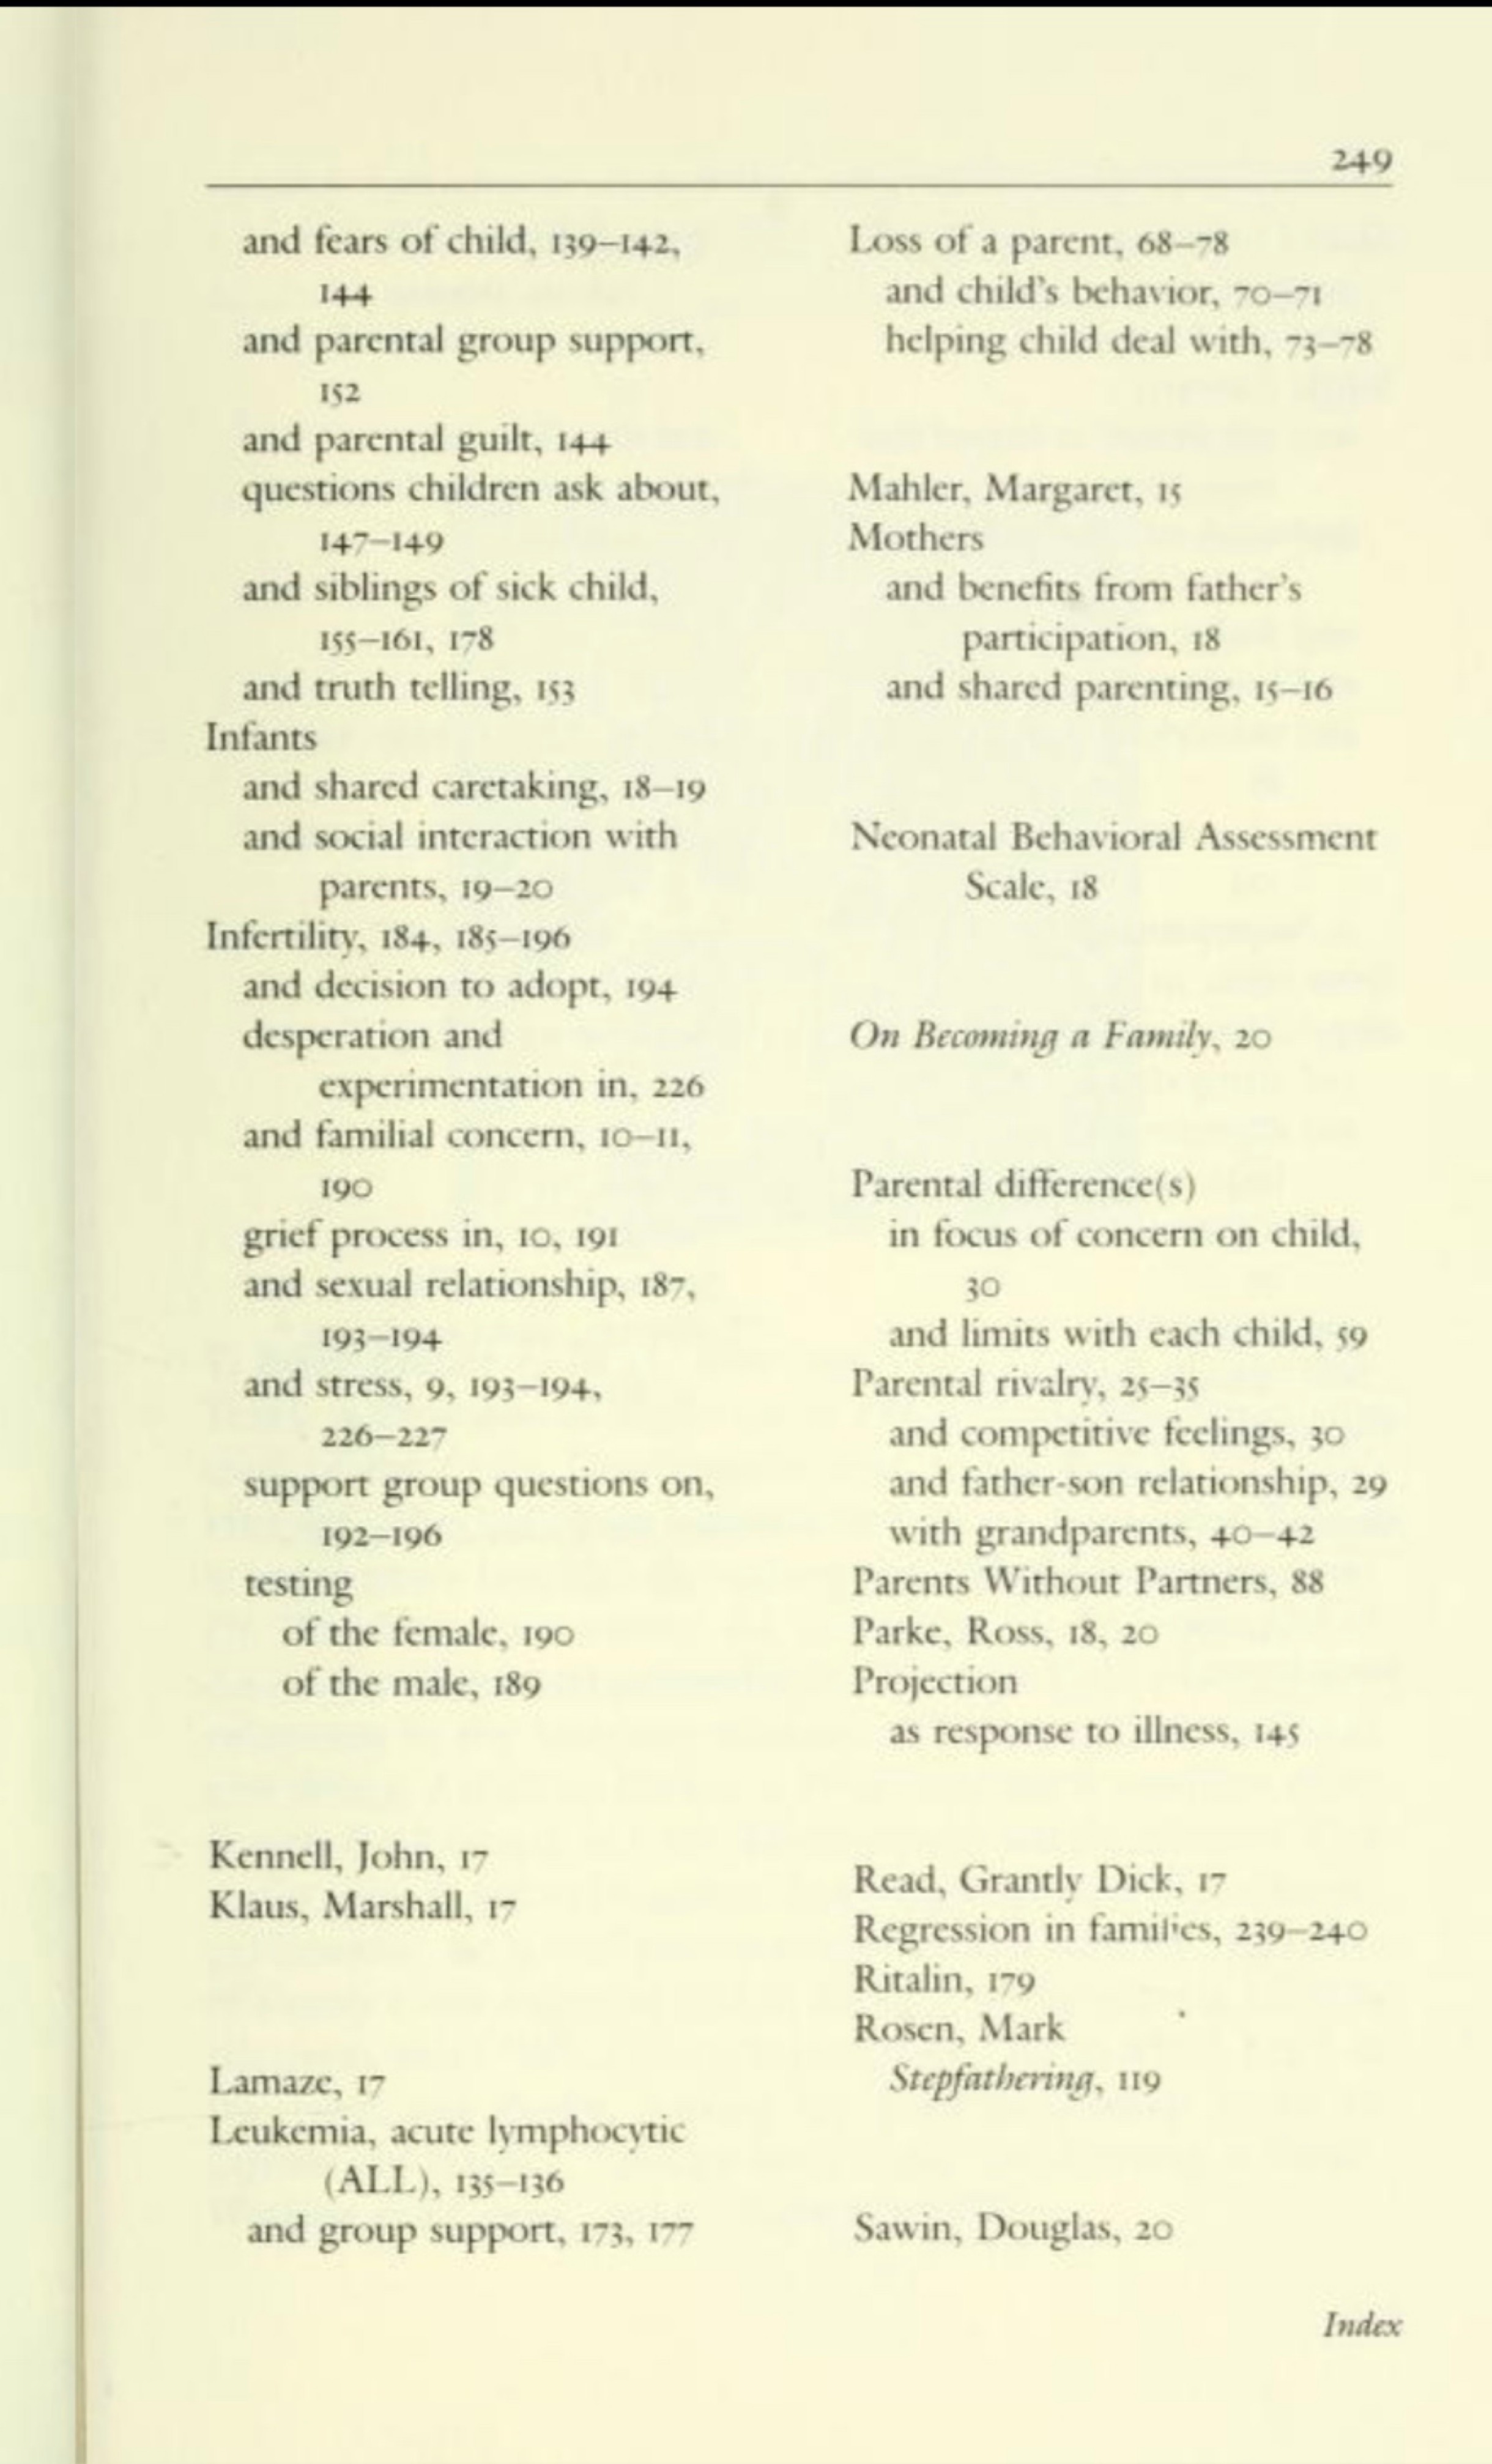 249
and fears of child, 139–142,
144
and parental group support,
152
and parental guilt, 144
questions children ask about,
147–149
and siblings of sick child,
155–161, 178
and truth telling, 153
Infants
and shared caretaking, 18–19
and social interaction with
parents, 19–20
Infertility, 184, 185–196
and decision to adopt, 194
desperation and
experimentation in, 226
and familial concern, 10–11,
190
grief process in, 10, 191
and sexual relationship, 187,
193–194
and stress, 9, 193–194,
226–227
support group questions on,
192–196
testing
of the female, 190
of the male, 189
Kennell, John, 17
Klaus, Marshall, 17
Lamaze, 17
Leukemia, acute lymphocytic
(ALL), 135–136
and group support, 173, 177
Loss of a parent, 68–78
and child's behavior, 70–71
helping child deal with, 73–78
Mahler, Margaret, 15
Mothers
and benefits from father's
participation, 18
and shared parenting, 15–16
Neonatal Behavioral Assessment
Scale, 18
On Becoming a Family, 20
Parental difference(s)
in focus of concern on child,
30
and limits with each child, 59
Parental rivalry, 25–35
and competitive feelings, 30
and father-son relationship, 29
with grandparents, 40–42
Parents Without Partners, 88
Parke, Ross, 18, 20
Projection
as response to illness, 145
Read, Grantly Dick, 17
Regression in families, 239–240
Ritalin, 179
Rosen, Mark
Stepfathering, 119
Sawin, Douglas, 20
Index